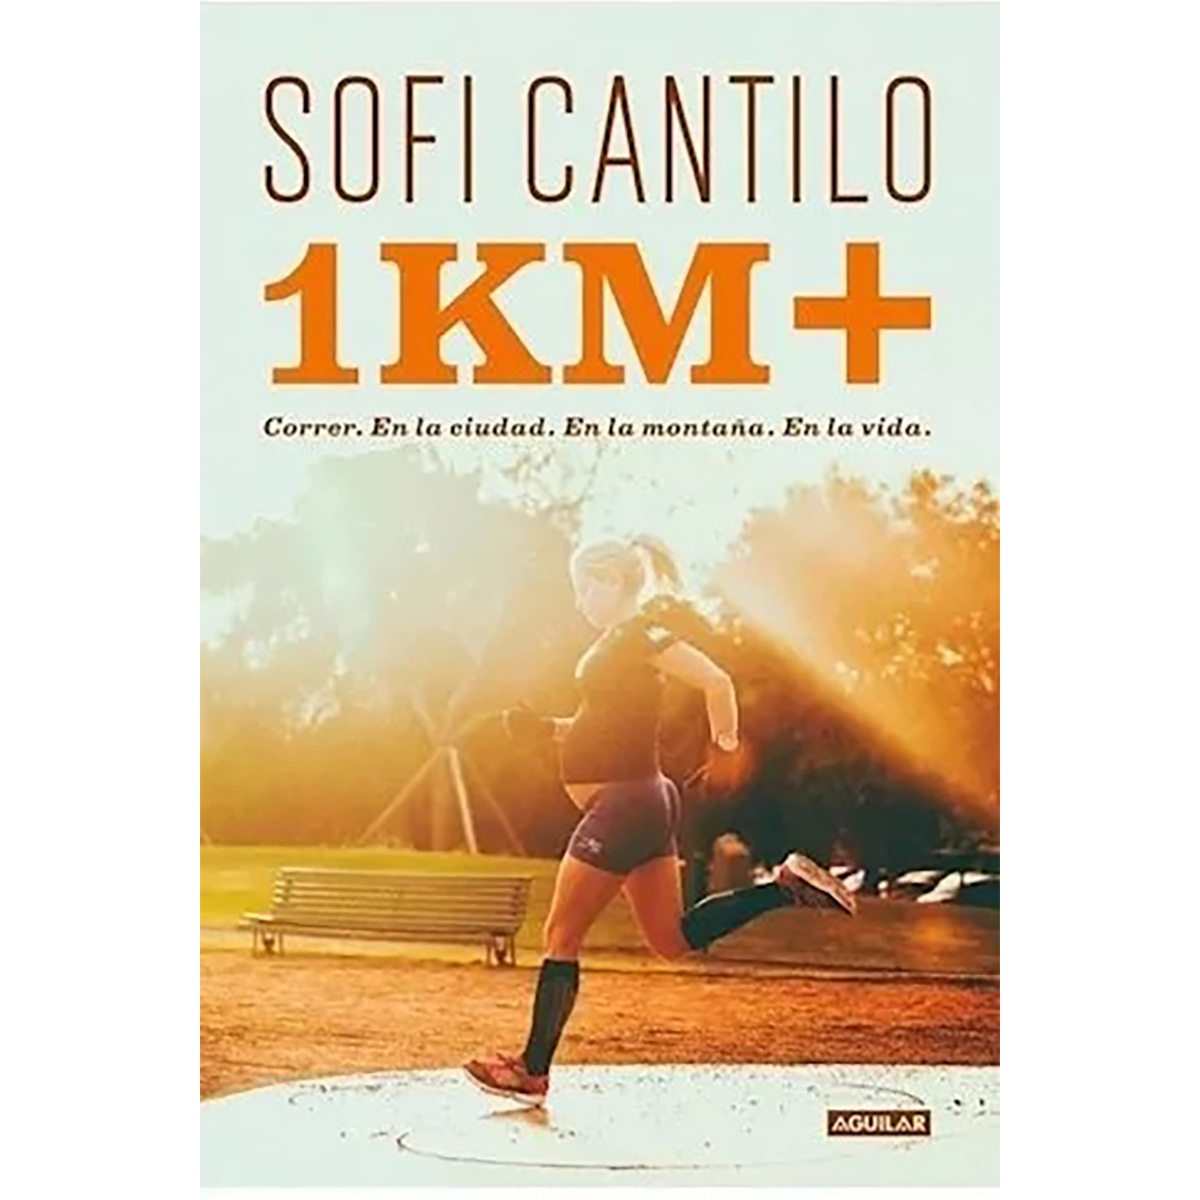 SOFI CANTILO
1KM+
Correr. En la ciudad. En la montaña. En la vida.
AGUILAR